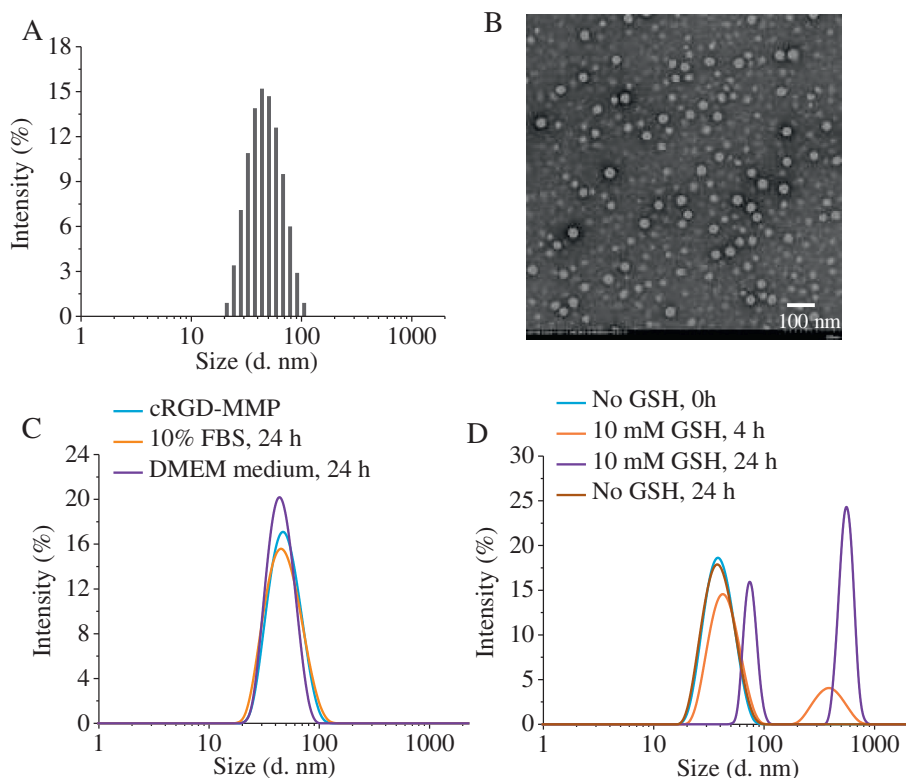 A
18
15
12
9
6
3
0
Intensity (%)
1
10
100
1000
Size (d. nm)
B
100 nm
C
cRGD-MMP
10% FBS, 24 h
DMEM medium, 24 h
24
20
16
12
8
4
0
Intensity (%)
1
10
100
1000
Size (d. nm)
D
No GSH, 0h
10 mM GSH, 4 h
10 mM GSH, 24 h
No GSH, 24 h
30
25
20
15
10
5
0
Intensity (%)
1
10
100
1000
Size (d. nm)